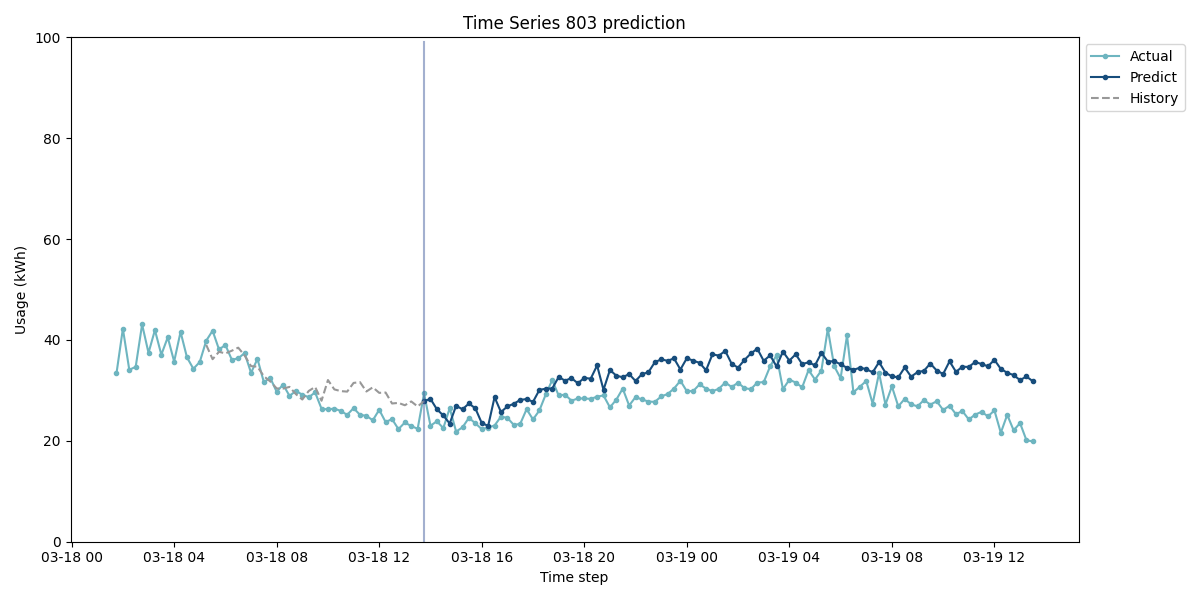 Time Series 803 prediction
Usage (kWh)
100
80
60
40
20
0
03-18 00
03-18 04
03-18 08
03-18 12
03-18 16
03-18 20
03-19 00
03-19 04
03-19 08
03-19 12
Time step
Actual
Predict
History